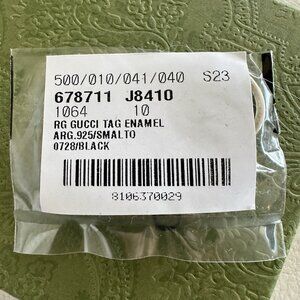 500/010/041/040 S23
678711 J8410
1064 10
RG GUCCI TAG ENAMEL
ARG.925/SMALTO
0728/BLACK
8106370029